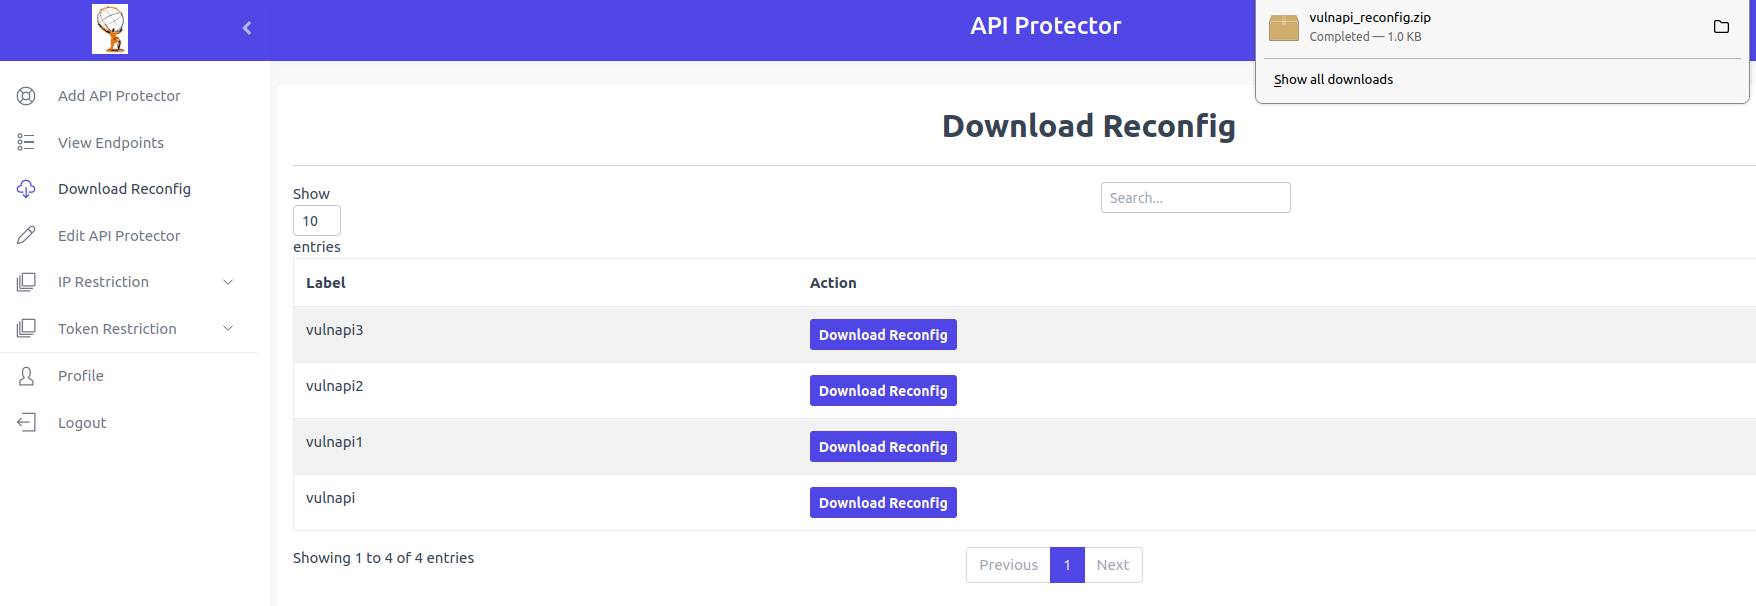 API Protector
vulnapi_reconfig.zip
Completed — 1.0 KB
Show all downloads
Add API Protector
View Endpoints
Download Reconfig
Edit API Protector
IP Restriction
Token Restriction
Profile
Logout
Download Reconfig
Show
10
entries
Search...
Label Action
vulnapi3 Download Reconfig
vulnapi2 Download Reconfig
vulnapi1 Download Reconfig
vulnapi Download Reconfig
Showing 1 to 4 of 4 entries
Previous 1 Next